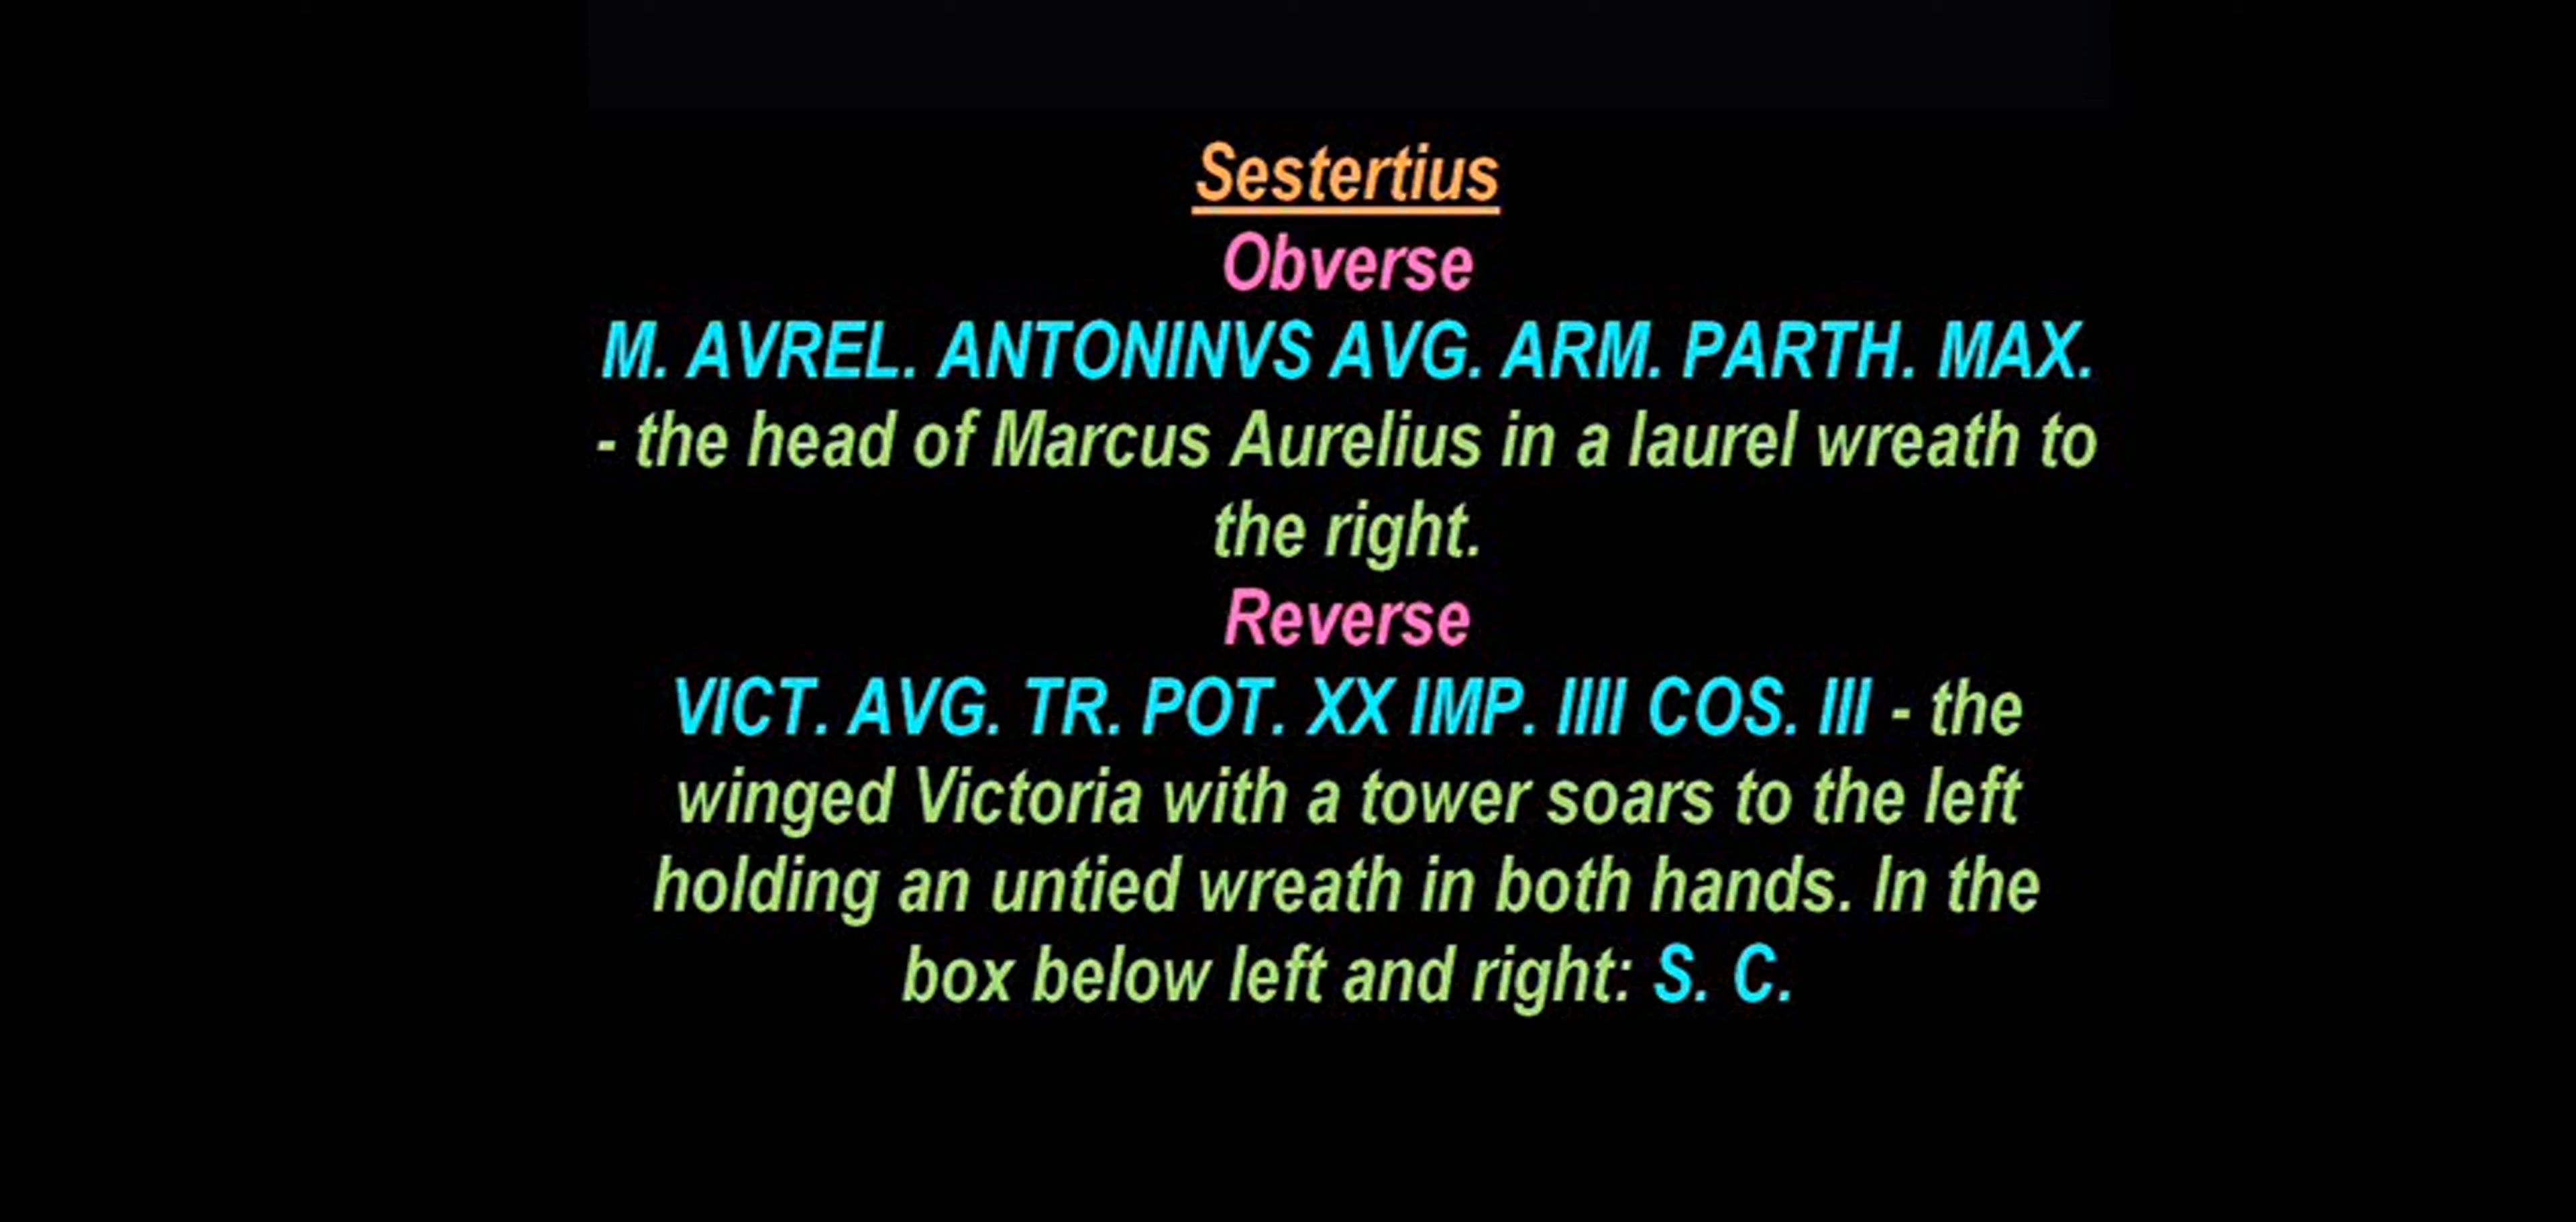 Sestertius
Obverse
M. AVREL. ANTONINVS AVG. ARM. PARTH. MAX.
- the head of Marcus Aurelius in a laurel wreath to
the right.
Reverse
VICT. AVG. TR. POT. XX IMP. IIII COS. III - the
winged Victoria with a tower soars to the left
holding an untied wreath in both hands. In the
box below left and right: S. C.